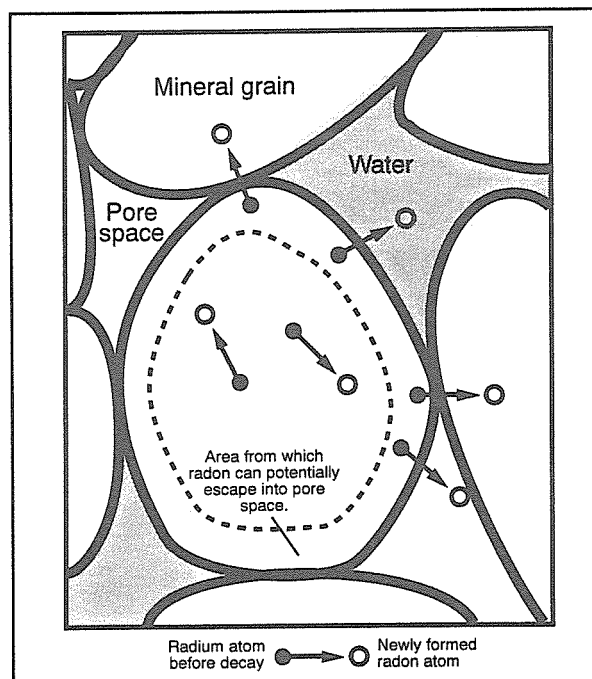 Mineral grain
Water
Pore
space
Area from which
radon can potentially
escape into pore
space.
Radium atom
before decay
Newly formed
radon atom